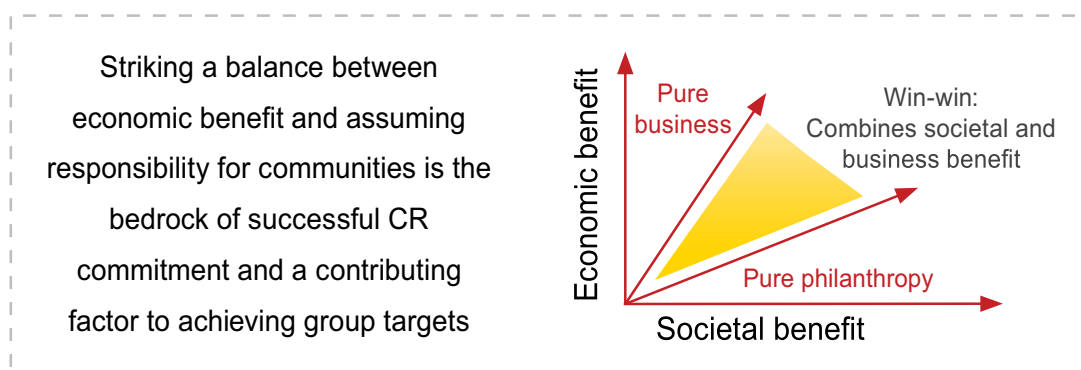 Striking a balance between
economic benefit and assuming
responsibility for communities is the
bedrock of successful CR
commitment and a contributing
factor to achieving group targets
Economic benefit
Pure
business
Win-win:
Combines societal and
business benefit
Pure philanthropy
Societal benefit